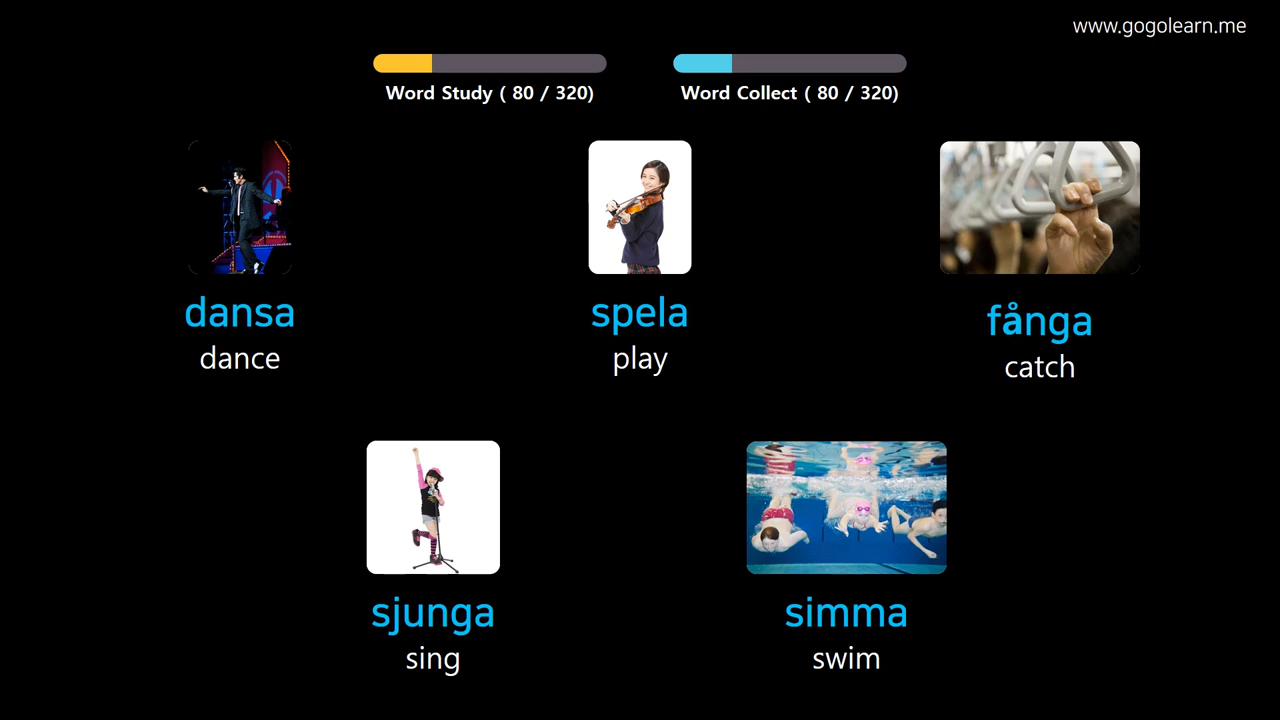 www.gogolearn.me
Word Study ( 80 / 320)
Word Collect ( 80 / 320)
dansa
dance
spela
play
fånga
catch
sjunga
sing
simma
swim